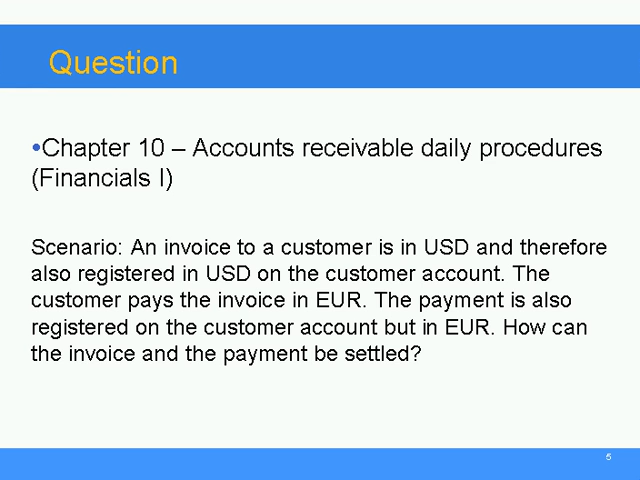 Question
•Chapter 10 – Accounts receivable daily procedures
(Financials I)
Scenario: An invoice to a customer is in USD and therefore
also registered in USD on the customer account. The
customer pays the invoice in EUR. The payment is also
registered on the customer account but in EUR. How can
the invoice and the payment be settled?
5